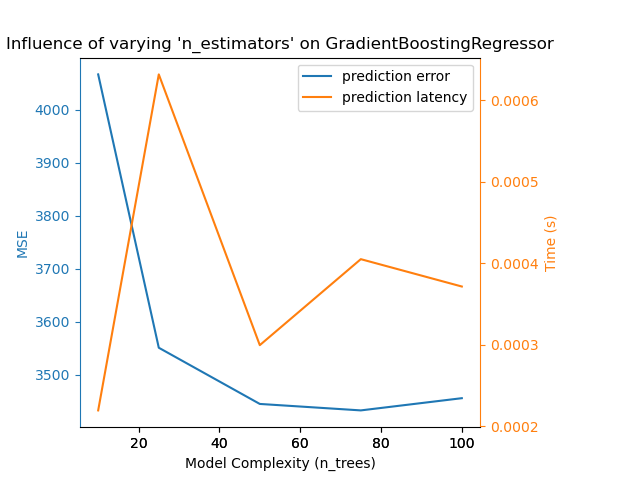 Influence of varying 'n_estimators' on GradientBoostingRegressor
prediction error
prediction latency
4000
3900
3800
3700
3600
3500
MSE
0.0006
0.0005
0.0004
0.0003
0.0002
Time (s)
20 40 60 80 100
Model Complexity (n_trees)